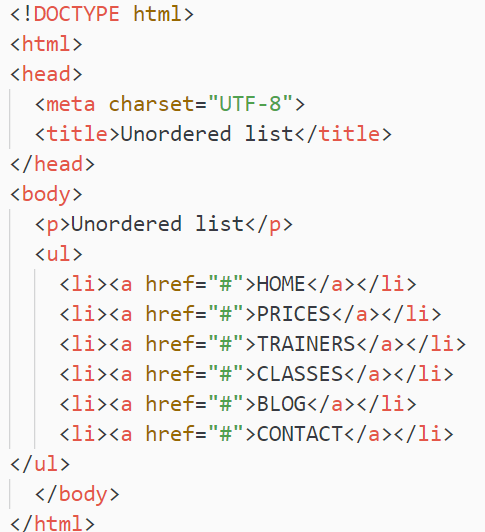 <!DOCTYPE html>
<html>
<head>
  <meta charset="UTF-8">
  <title>Unordered list</title>
</head>
<body>
  <p>Unordered list</p>
  <ul>
    <li><a href="#">HOME</a></li>
    <li><a href="#">PRICES</a></li>
    <li><a href="#">TRAINERS</a></li>
    <li><a href="#">CLASSES</a></li>
    <li><a href="#">BLOG</a></li>
    <li><a href="#">CONTACT</a></li>
</ul>
  </body>
</html>